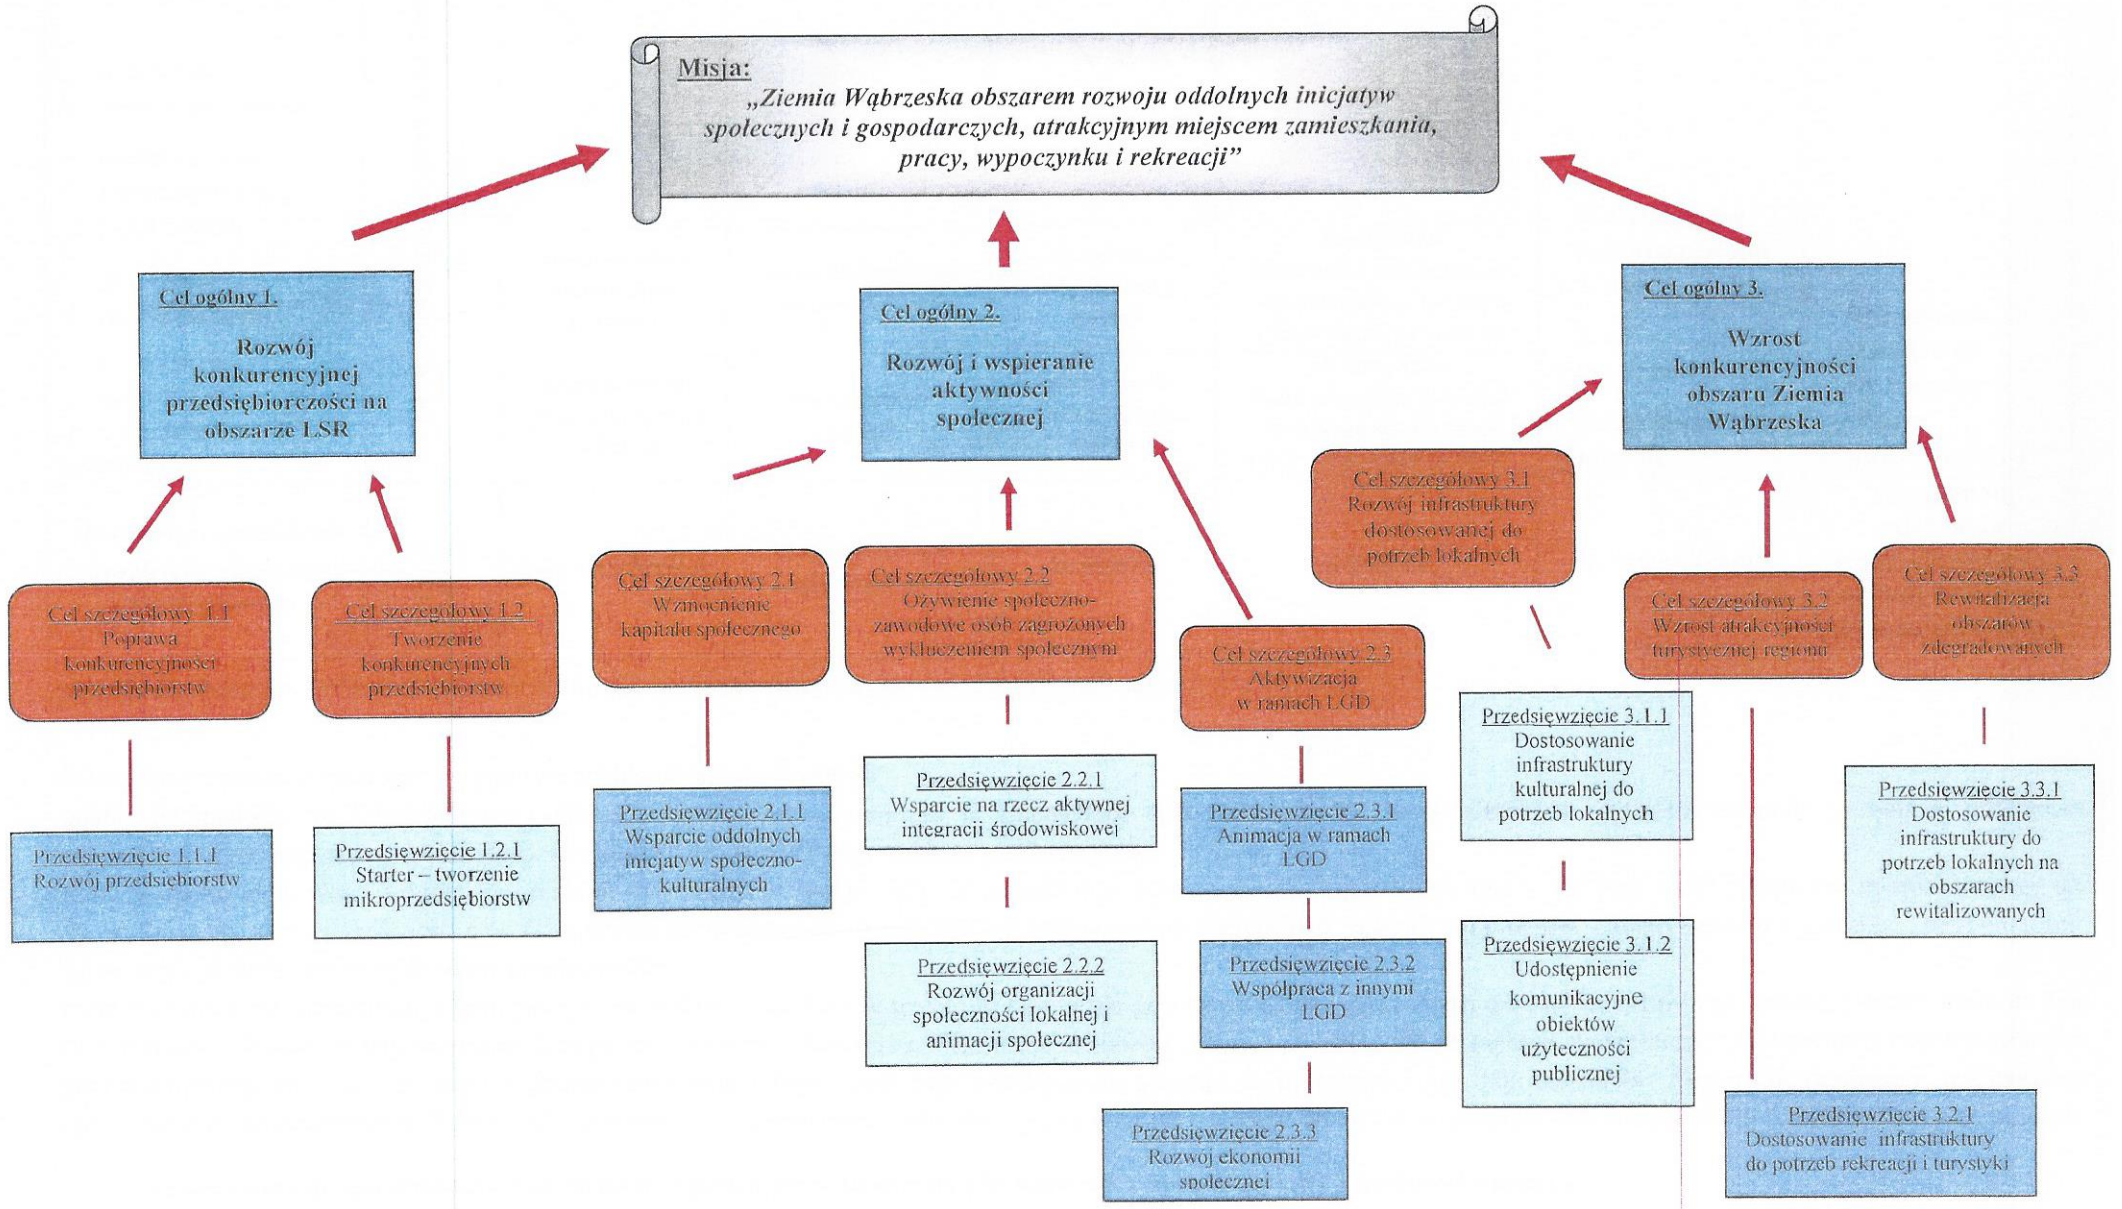 Misja:
„Ziemia Wąbrzeska obszarem rozwoju oddolnych inicjatyw
społecznych i gospodarczych, atrakcyjnym miejscem zamieszkania,
pracy, wypoczynku i rekreacji”
Cel ogólny 1.
Rozwój
konkurencyjnej
przedsiębiorczości na
obszarze LSR
Cel ogólny 2.
Rozwój i wspieranie
aktywności
społecznej
Cel ogólny 3.
Wzrost
konkurencyjności
obszaru Ziemia
Wąbrzeska
Cel szczegółowy 1.1
Poprawa
konkurencyjności
przedsiębiorstw
Cel szczegółowy 1.2
Tworzenie
konkurencyjnych
przedsiębiorstw
Cel szczegółowy 2.1
Wzmocnienie
kapitału społecznego
Cel szczegółowy 2.2
Ożywienie społeczno-
zawodowe osób zagrożonych
wykluczeniem społecznym
Cel szczegółowy 2.3
Aktywizacja
w ramach LGD
Cel szczegółowy 3.1
Rozwój infrastruktury
dostosowanej do
potrzeb lokalnych
Cel szczegółowy 3.2
Wzrost atrakcyjności
turystycznej regionu
Cel szczegółowy 3.3
Rewitalizacja
obszarów
zdegradowanych
Przedsięwzięcie 1.1.1
Rozwój przedsiębiorstw
Przedsięwzięcie 1.2.1
Starter – tworzenie
mikroprzedsiębiorstw
Przedsięwzięcie 2.1.1
Wsparcie oddolnych
inicjatyw społeczno-
kulturalnych
Przedsięwzięcie 2.2.1
Wsparcie na rzecz aktywnej
integracji środowiskowej
Przedsięwzięcie 2.2.2
Rozwój organizacji
społeczności lokalnej i
animacji społecznej
Przedsięwzięcie 2.3.1
Animacja w ramach
LGD
Przedsięwzięcie 2.3.2
Współpraca z innymi
LGD
Przedsięwzięcie 2.3.3
Rozwój ekonomii
społecznej
Przedsięwzięcie 3.1.1
Dostosowanie
infrastruktury
kulturalnej do
potrzeb lokalnych
Przedsięwzięcie 3.1.2
Udostępnienie
komunikacyjne
obiektów
użyteczności
publicznej
Przedsięwzięcie 3.2.1
Dostosowanie infrastruktury
do potrzeb rekreacji i turystyki
Przedsięwzięcie 3.3.1
Dostosowanie
infrastruktury do
potrzeb lokalnych na
obszarach
rewitalizowanych